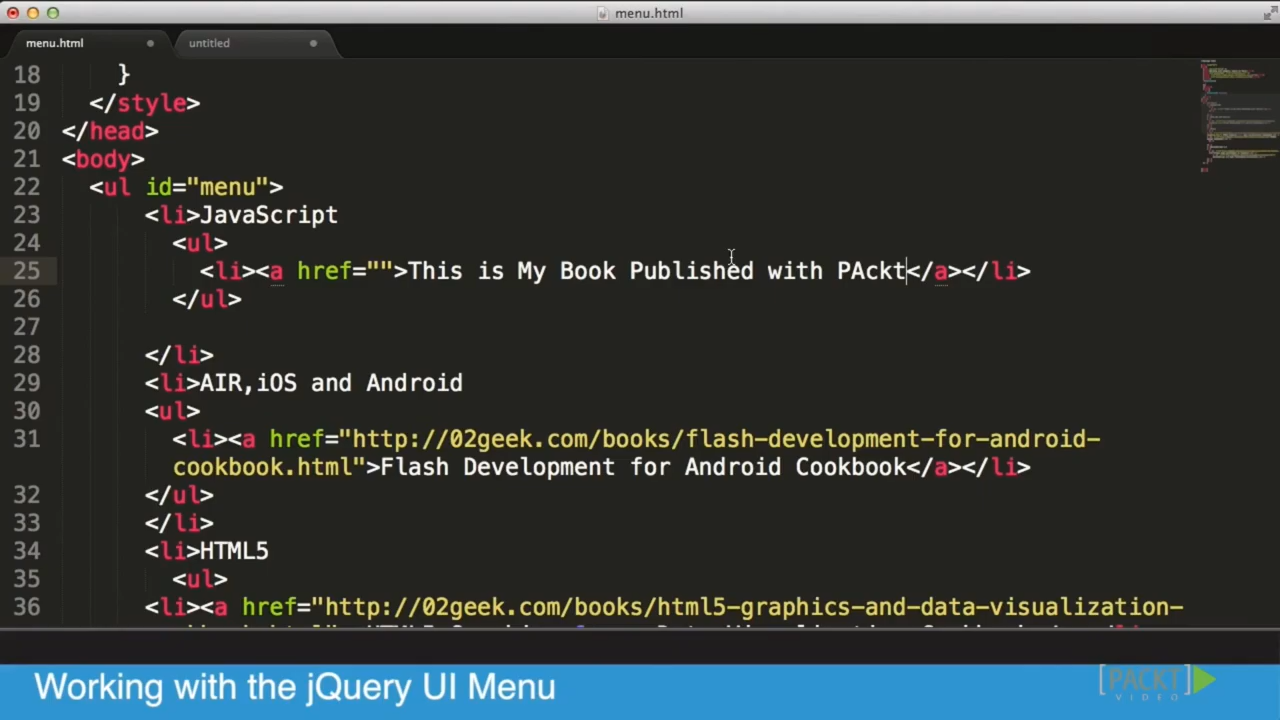 menu.html
menu.html
untitled
18 }
19 </style>
20 </head>
21 <body>
22 <ul id="menu">
23 <li>JavaScript
24 <ul>
25 <li><a href="">This is My Book Published with PAckt</a></li>
26 </ul>
27
28 </li>
29 <li>AIR,iOS and Android
30 <ul>
31 <li><a href="http://02geek.com/books/flash-development-for-android-
cookbook.html">Flash Development for Android Cookbook</a></li>
32 </ul>
33 </li>
34 <li>HTML5
35 <ul>
36 <li><a href="http://02geek.com/books/html5-graphics-and-data-visualization-
Working with the jQuery UI Menu
[PACKT]
VIDEO